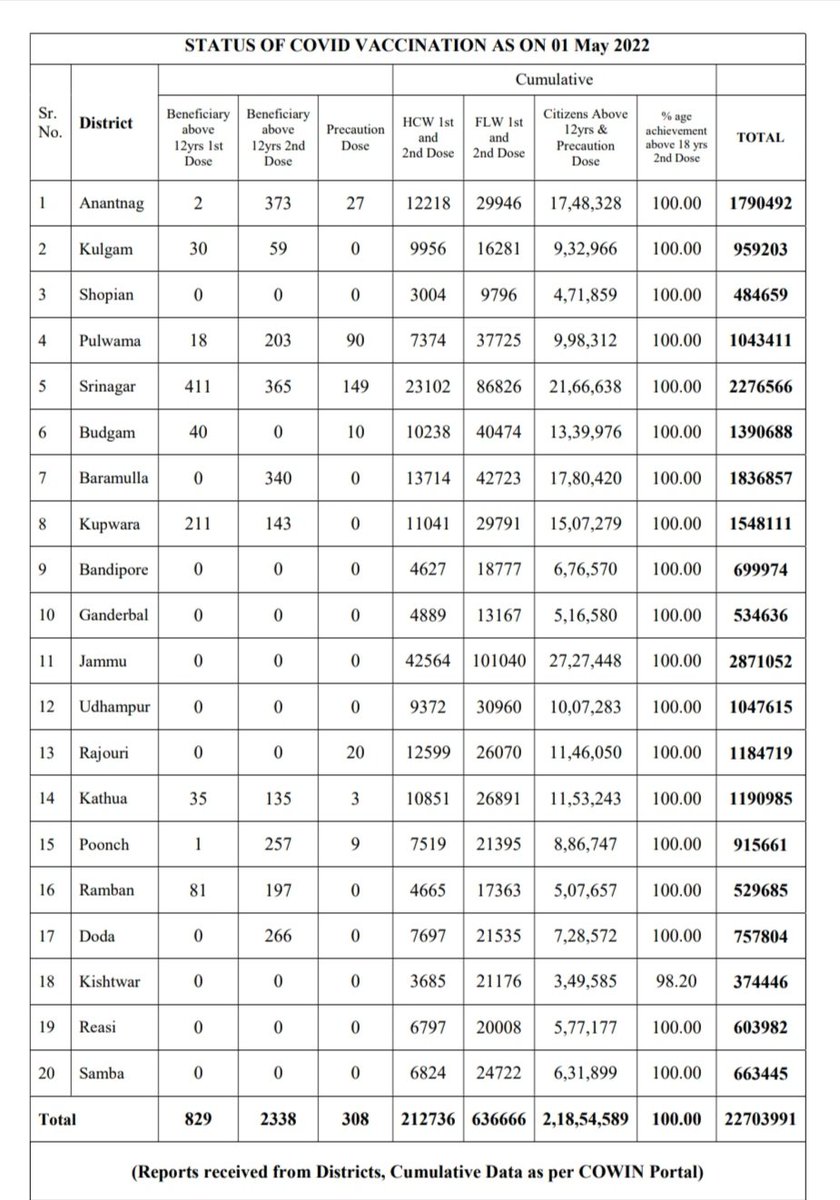 STATUS OF COVID VACCINATION AS ON 01 May 2022
Cumulative
Sr. No. District Beneficiary above 12yrs 1st Dose Beneficiary above 12yrs 2nd Dose Precaution Dose HCW 1st and 2nd Dose FLW 1st and 2nd Dose Citizens Above 12yrs & Precaution Dose % age achievement above 18 yrs 2nd Dose TOTAL
1 Anantnag 2 373 27 12218 29946 17,48,328 100.00 1790492
2 Kulgam 30 59 0 9956 16281 9,32,966 100.00 959203
3 Shopian 0 0 0 3004 9796 4,71,859 100.00 484659
4 Pulwama 18 203 90 7374 37725 9,98,312 100.00 1043411
5 Srinagar 411 365 149 23102 86826 21,66,638 100.00 2276566
6 Budgam 40 0 10 10238 40474 13,39,976 100.00 1390688
7 Baramulla 0 340 0 13714 42723 17,80,420 100.00 1836857
8 Kupwara 211 143 0 11041 29791 15,07,279 100.00 1548111
9 Bandipore 0 0 0 4627 18777 6,76,570 100.00 699974
10 Ganderbal 0 0 0 4889 13167 5,16,580 100.00 534636
11 Jammu 0 0 0 42564 101040 27,27,448 100.00 2871052
12 Udhampur 0 0 0 9372 30960 10,07,283 100.00 1047615
13 Rajouri 0 0 20 12599 26070 11,46,050 100.00 1184719
14 Kathua 35 135 3 10851 26891 11,53,243 100.00 1190985
15 Poonch 1 257 9 7519 21395 8,86,747 100.00 915661
16 Ramban 81 197 0 4665 17363 5,07,657 100.00 529685
17 Doda 0 266 0 7697 21535 7,28,572 100.00 757804
18 Kishtwar 0 0 0 3685 21176 3,49,585 98.20 374446
19 Reasi 0 0 0 6797 20008 5,77,177 100.00 603982
20 Samba 0 0 0 6824 24722 6,31,899 100.00 663445
Total 829 2338 308 212736 636666 2,18,54,589 100.00 22703991
(Reports received from Districts, Cumulative Data as per COWIN Portal)